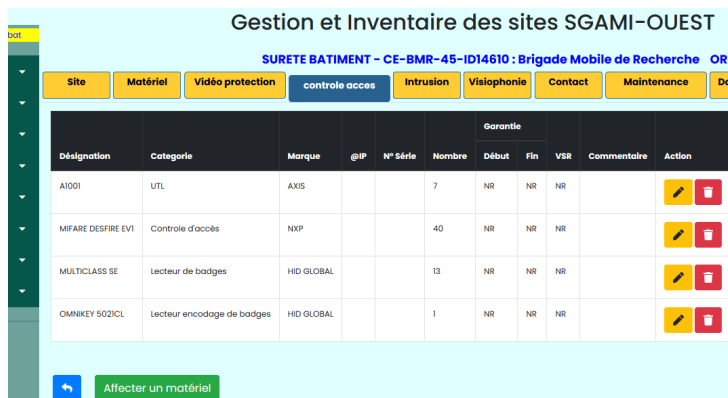 Gestion et Inventaire des sites SGAMI-OUEST
bat
SURETE BATIMENT - CE-BMR-45-ID14610 : Brigade Mobile de Recherche OR
Site Matériel Vidéo protection controle acces Intrusion Visiophonie Contact Maintenance Do
Garantie
Désignation Categorie Marque @IP N° Série Nombre Début Fin VSR Commentaire Action
A1001 UTL AXIS 7 NR NR NR
MIFARE DESFIRE EV1 Controle d'accès NXP 40 NR NR NR
MULTICLASS SE Lecteur de badges HID GLOBAL 13 NR NR NR
OMNIKEY 5021CL Lecteur encodage de badges HID GLOBAL 1 NR NR NR
Affecter un matériel